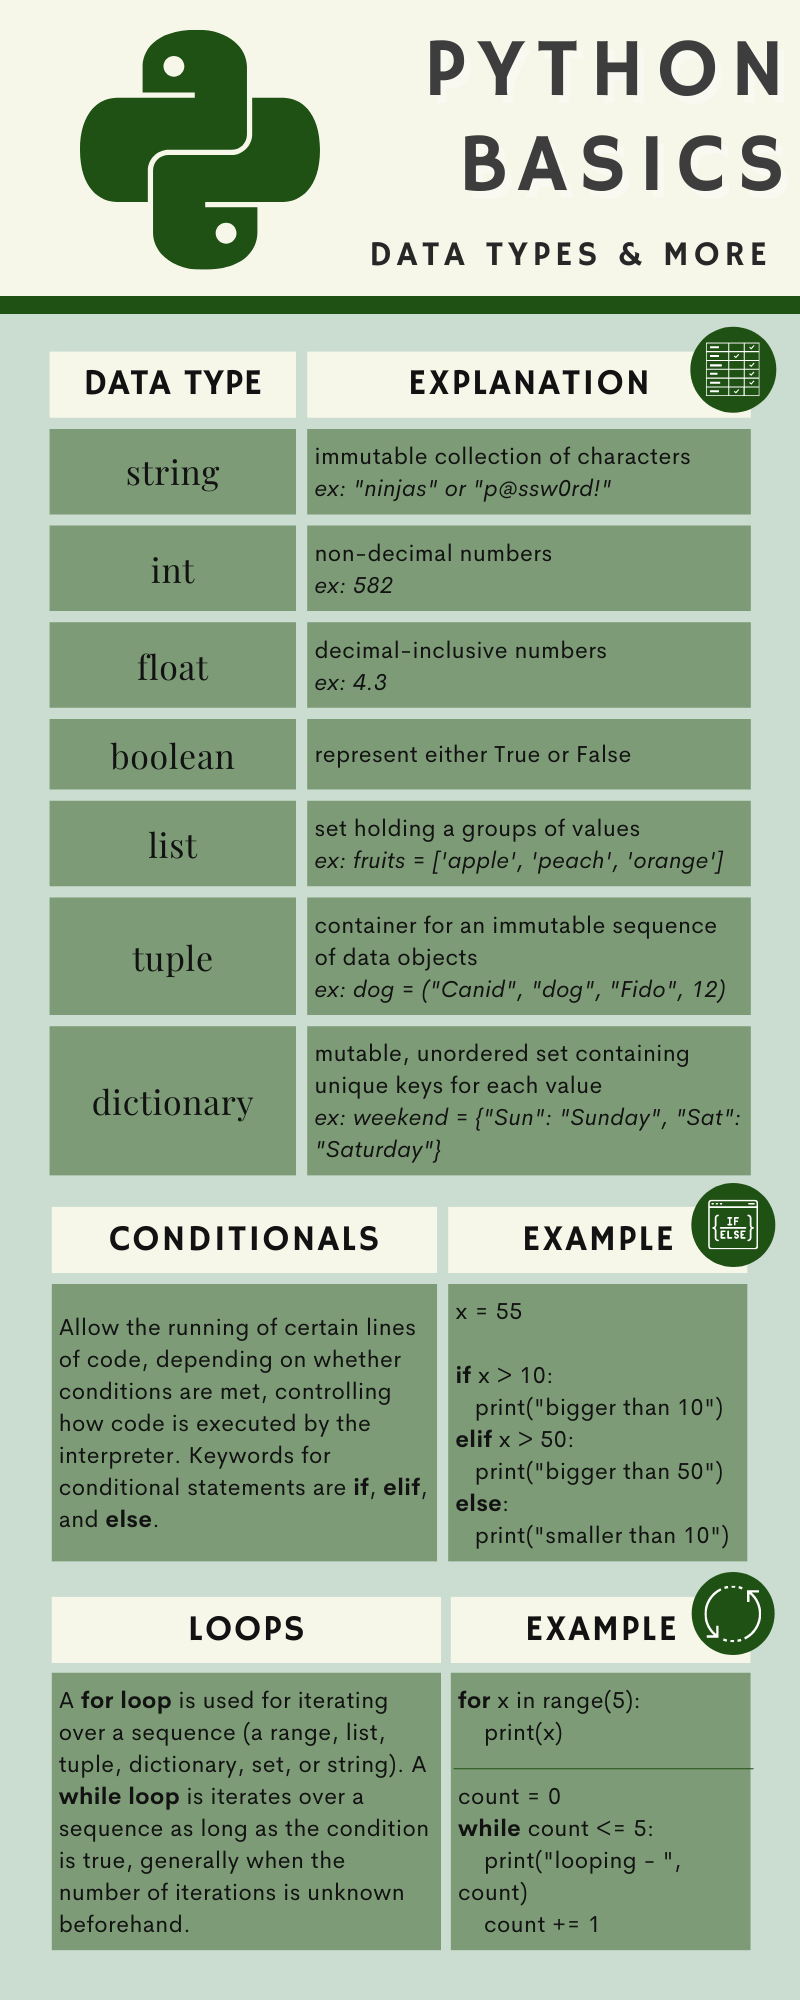 PYTHON
BASICS
DATA TYPES & MORE
DATA TYPE
EXPLANATION
string
immutable collection of characters
ex: "ninjas" or "p@ssw0rd!"
int
non-decimal numbers
ex: 582
float
decimal-inclusive numbers
ex: 4.3
boolean
represent either True or False
list
set holding a groups of values
ex: fruits = ['apple', 'peach', 'orange']
tuple
container for an immutable sequence
of data objects
ex: dog = ("Canid", "dog", "Fido", 12)
dictionary
mutable, unordered set containing
unique keys for each value
ex: weekend = {"Sun": "Sunday", "Sat":
"Saturday"}
CONDITIONALS
EXAMPLE
IF
ELSE
Allow the running of certain lines
of code, depending on whether
conditions are met, controlling
how code is executed by the
interpreter. Keywords for
conditional statements are if, elif,
and else.
x = 55
if x > 10:
print("bigger than 10")
elif x > 50:
print("bigger than 50")
else:
print("smaller than 10")
LOOPS
EXAMPLE
A for loop is used for iterating
over a sequence (a range, list,
tuple, dictionary, set, or string). A
while loop is iterates over a
sequence as long as the condition
is true, generally when the
number of iterations is unknown
beforehand.
for x in range(5):
print(x)
count = 0
while count <= 5:
print("looping - ",
count)
count += 1